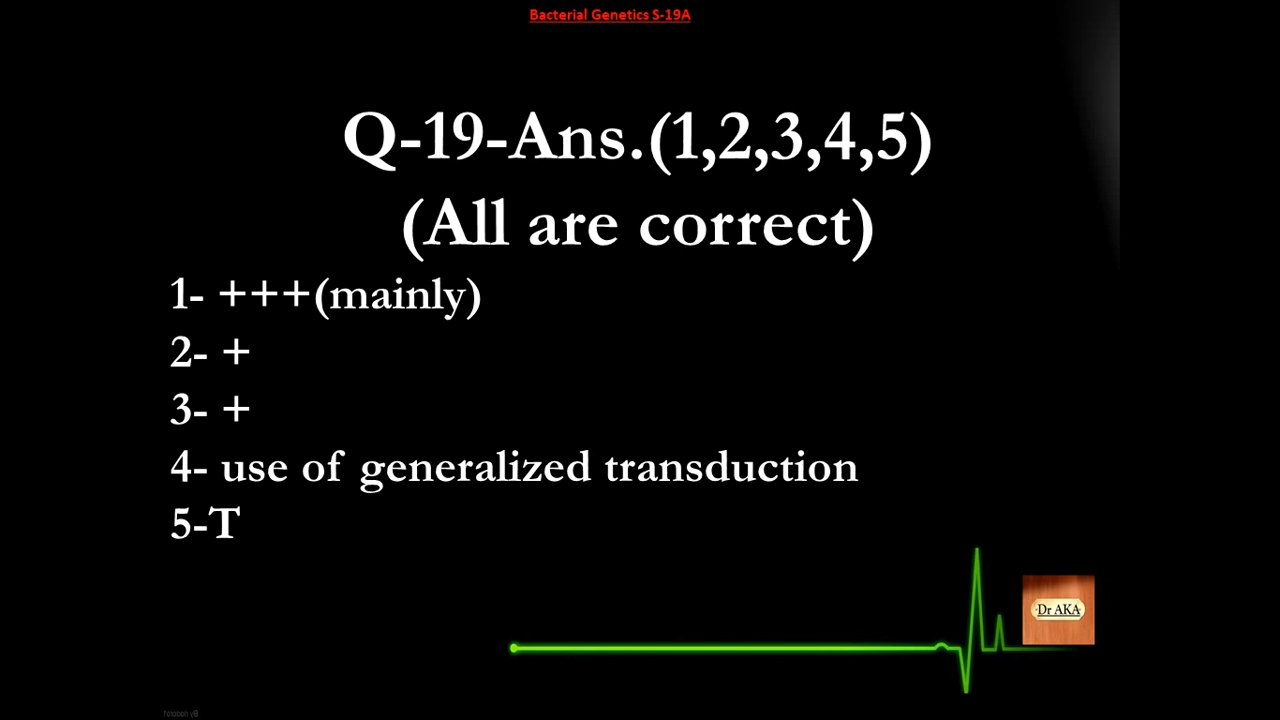 Bacterial Genetics S-19A
Q-19-Ans.(1,2,3,4,5)
(All are correct)
1- +++(mainly)
2- +
3- +
4- use of generalized transduction
5-T
Dr AKA